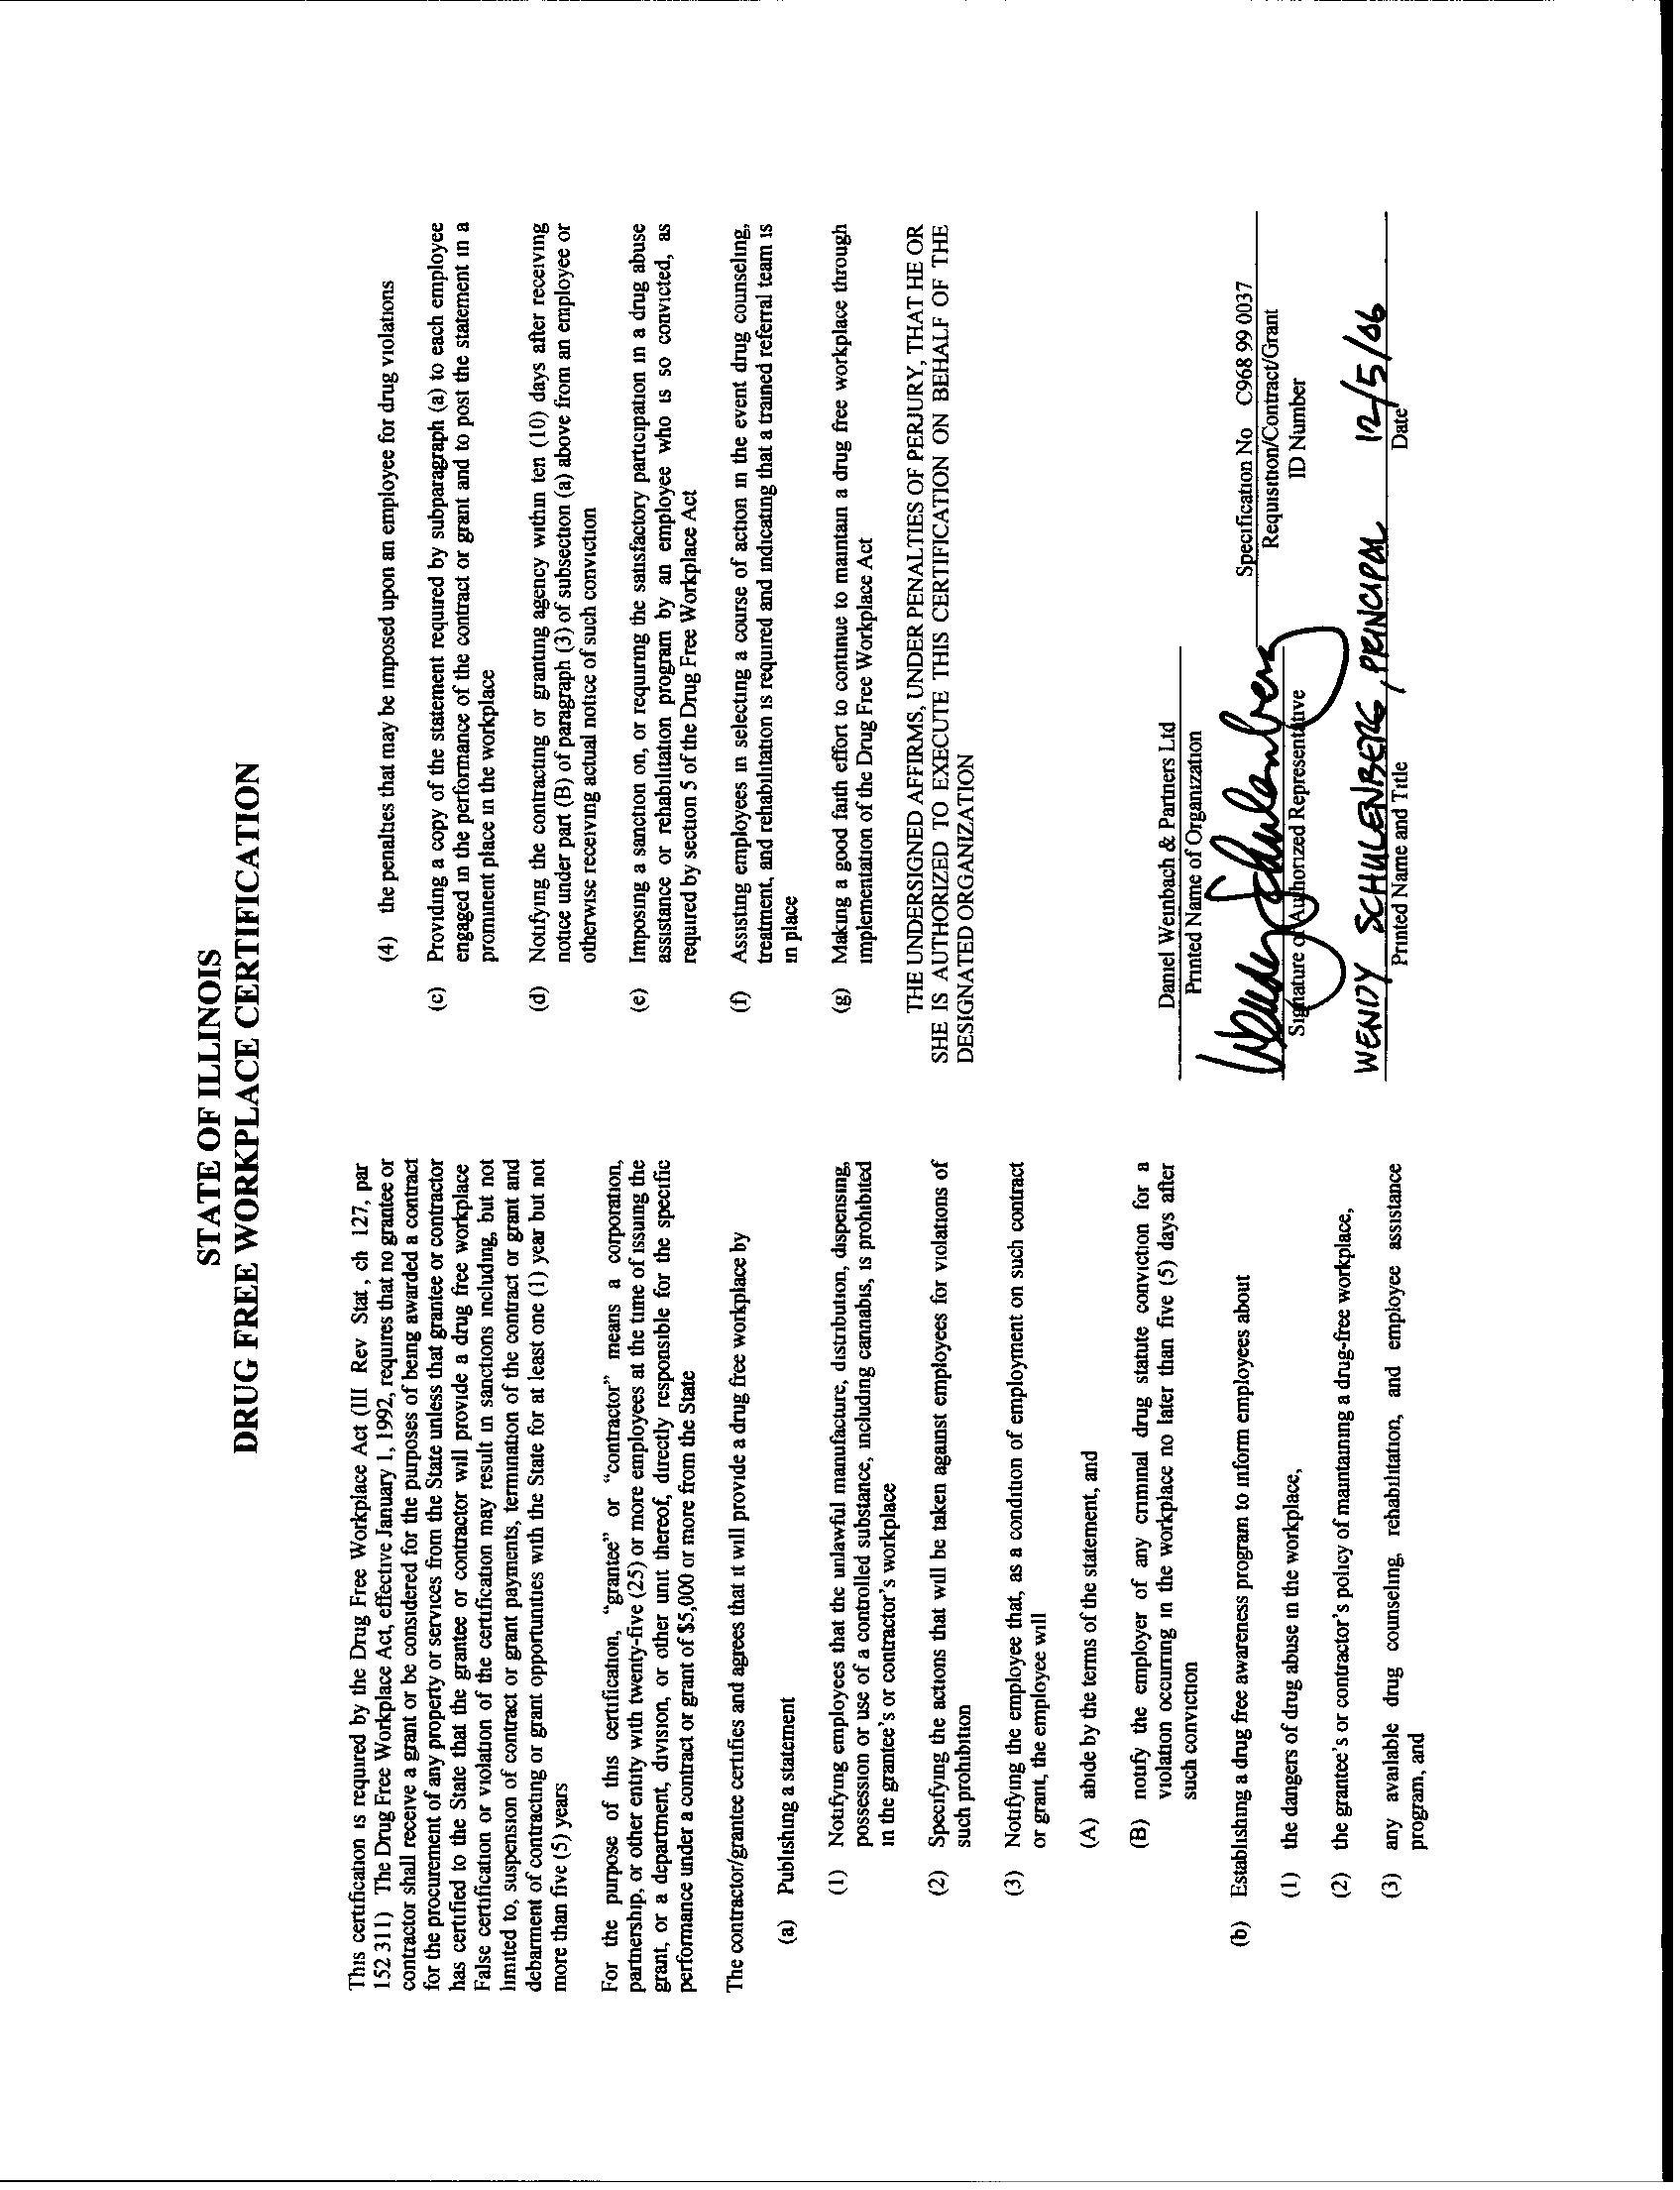 STATE OF ILLINOIS
DRUG FREE WORKPLACE CERTIFICATION
This certification is required by the Drug Free Workplace Act (III Rev Stat , ch 127, par
152 311) The Drug Free Workplace Act, effective January 1, 1992, requires that no grantee or
contractor shall receive a grant or be considered for the purposes of being awarded a contract
for the procurement of any property or services from the State unless that grantee or contractor
has certified to the State that the grantee or contractor will provide a drug free workplace
False certification or violation of the certification may result in sanctions including, but not
limited to, suspension of contract or grant payments, termination of the contract or grant and
debarment of contracting or grant opportunities with the State for at least one (1) year but not
more than five (5) years
For the purpose of this certification, "grantee" or "contractor" means a corporation,
partnership, or other entity with twenty-five (25) or more employees at the time of issuing the
grant, or a department, division, or other unit thereof, directly responsible for the specific
performance under a contract or grant of $5,000 or more from the State
The contractor/grantee certifies and agrees that it will provide a drug free workplace by
(a) Publishing a statement
(1) Notifying employees that the unlawful manufacture, distribution, dispensing,
possession or use of a controlled substance, including cannabis, is prohibited
in the grantee's or contractor's workplace
(2) Specifying the actions that will be taken against employees for violations of
such prohibition
(3) Notifying the employee that, as a condition of employment on such contract
or grant, the employee will
(A) abide by the terms of the statement, and
(B) notify the employer of any criminal drug statute conviction for a
violation occurring in the workplace no later than five (5) days after
such conviction
(b) Establishing a drug free awareness program to inform employees about
(1) the dangers of drug abuse in the workplace,
(2) the grantee's or contractor's policy of maintaining a drug-free workplace,
(3) any available drug counseling, rehabilitation, and employee assistance
program, and
(4) the penalties that may be imposed upon an employee for drug violations
(c) Providing a copy of the statement required by subparagraph (a) to each employee
engaged in the performance of the contract or grant and to post the statement in a
prominent place in the workplace
(d) Notifying the contracting or granting agency within ten (10) days after receiving
notice under part (B) of paragraph (3) of subsection (a) above from an employee or
otherwise receiving actual notice of such conviction
(e) Imposing a sanction on, or requiring the satisfactory participation in a drug abuse
assistance or rehabilitation program by an employee who is so convicted, as
required by section 5 of the Drug Free Workplace Act
(f) Assisting employees in selecting a course of action in the event drug counseling,
treatment, and rehabilitation is required and indicating that a trained referral team is
in place
(g) Making a good faith effort to continue to maintain a drug free workplace through
implementation of the Drug Free Workplace Act
THE UNDERSIGNED AFFIRMS, UNDER PENALTIES OF PERJURY, THAT HE OR
SHE IS AUTHORIZED TO EXECUTE THIS CERTIFICATION ON BEHALF OF THE
DESIGNATED ORGANIZATION
Daniel Weinbach & Partners Ltd
Printed Name of Organization
Wendy Schulenberg Specification No C968 99 0037
Signature of Authorized Representative Requisition/Contract/Grant
ID Number
WENDY SCHULENBERG, PRINCIPAL 12/5/06
Printed Name and Title Date